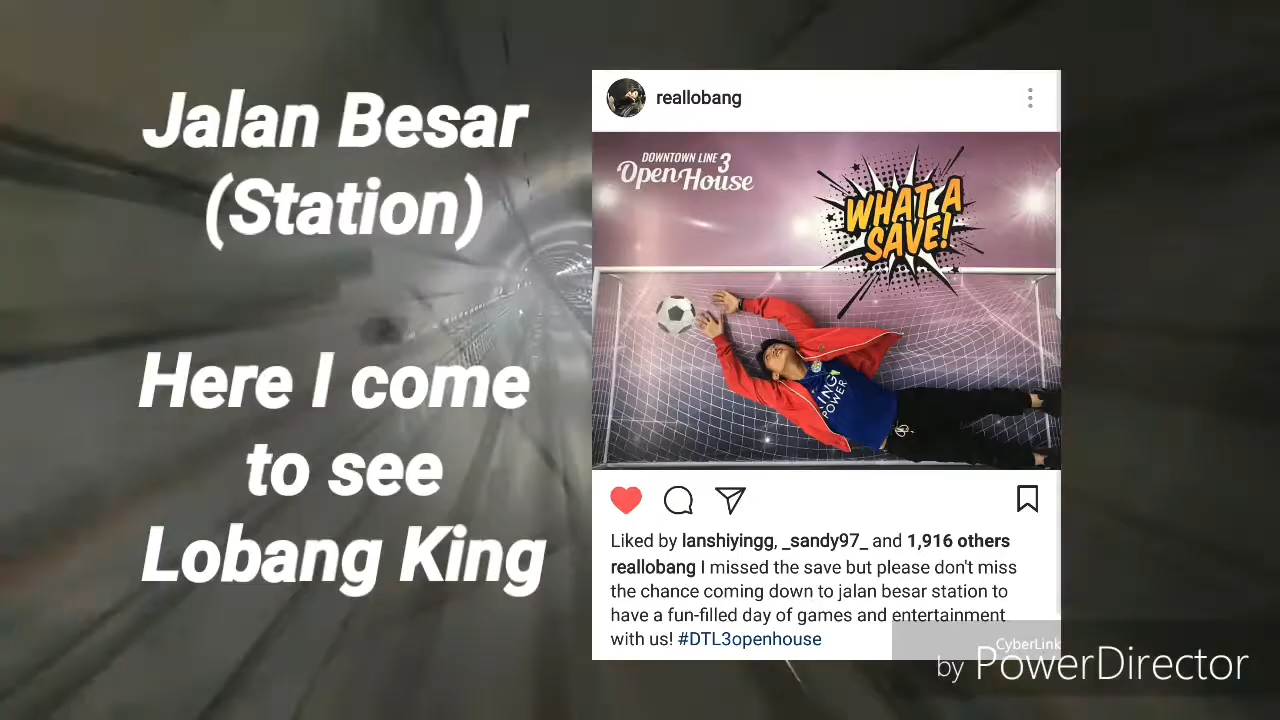 Jalan Besar
(Station)
Here I come
to see
Lobang King
reallobang
DOWNTOWN LINE 3
Open House
WHAT A
SAVE!
KING
POWER
Liked by lanshiyingg, _sandy97_ and 1,916 others
reallobang I missed the save but please don't miss
the chance coming down to jalan besar station to
have a fun-filled day of games and entertainment
with us! #DTL3openhouse
CyberLink
by PowerDirector